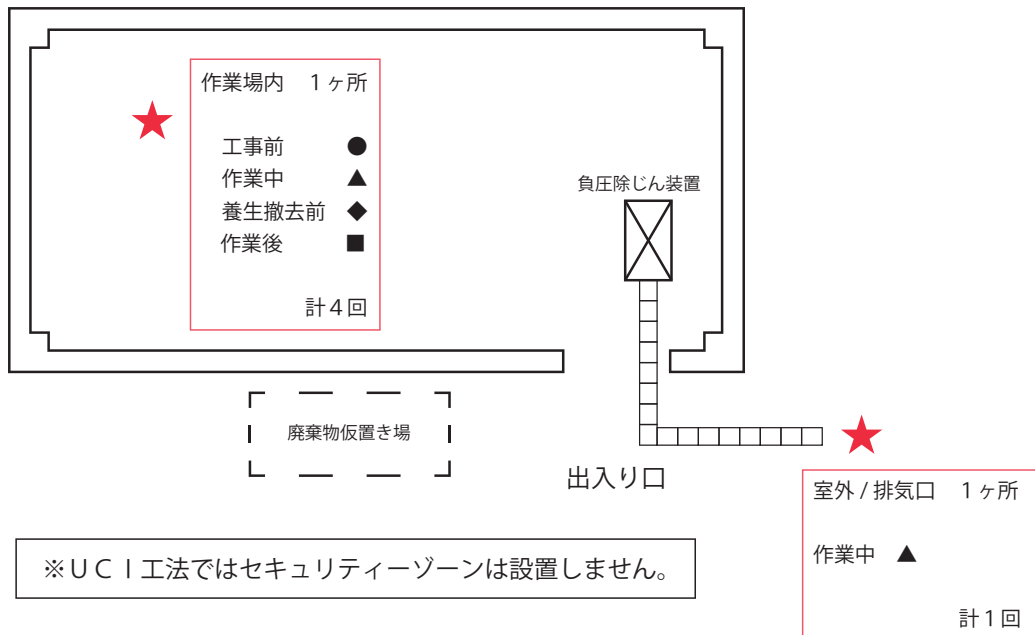 作業場内　1ヶ所
工事前　●
作業中　▲
養生撤去前　◆
作業後　■
計4回
負圧除じん装置
廃棄物仮置き場
出入り口
室外/排気口　1ヶ所
作業中　▲
計1回
※UCI工法ではセキュリティーゾーンは設置しません。